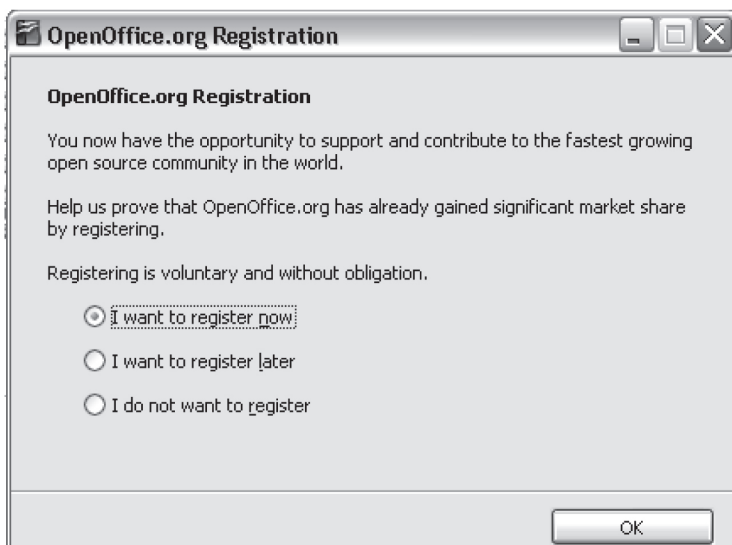 OpenOffice.org Registration
OpenOffice.org Registration
You now have the opportunity to support and contribute to the fastest growing
open source community in the world.
Help us prove that OpenOffice.org has already gained significant market share
by registering.
Registering is voluntary and without obligation.
I want to register now
I want to register later
I do not want to register
OK